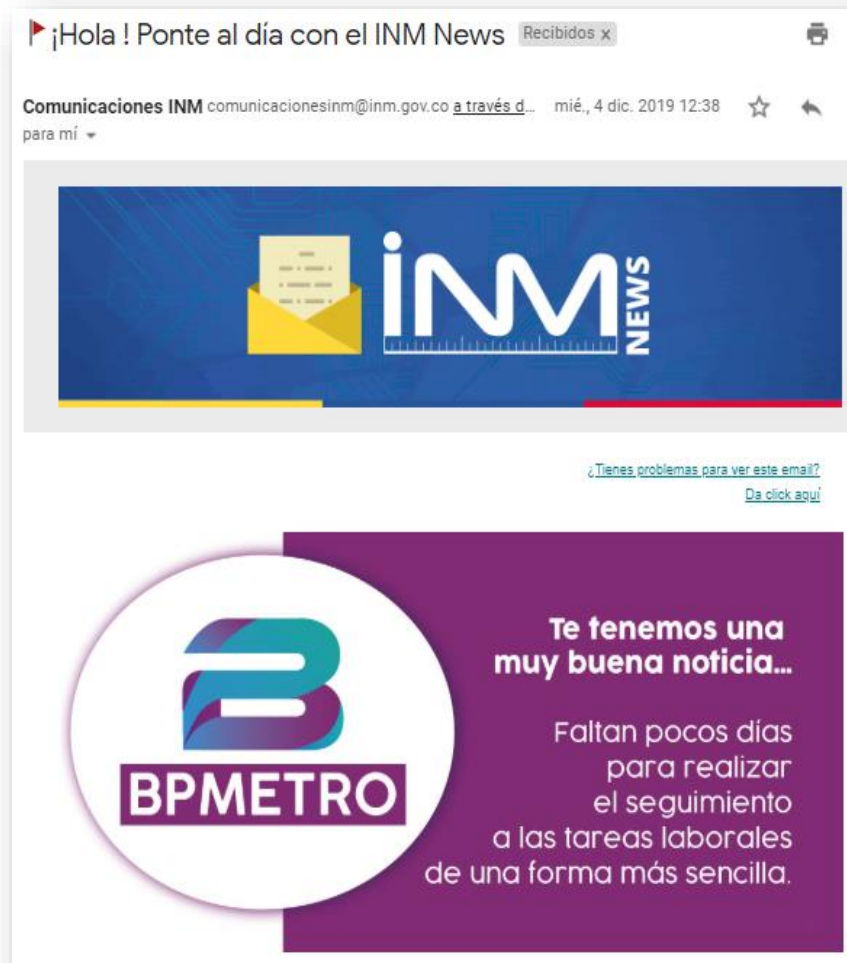 ¡Hola ! Ponte al día con el INM News Recibidos x
Comunicaciones INM comunicacionesinm@inm.gov.co a través d... mié., 4 dic. 2019 12:38
para mí
iNM NEWS
¿Tienes problemas para ver este email?
Da click aquí
BPMETRO
Te tenemos una
muy buena noticia...
Faltan pocos días
para realizar
el seguimiento
a las tareas laborales
de una forma más sencilla.